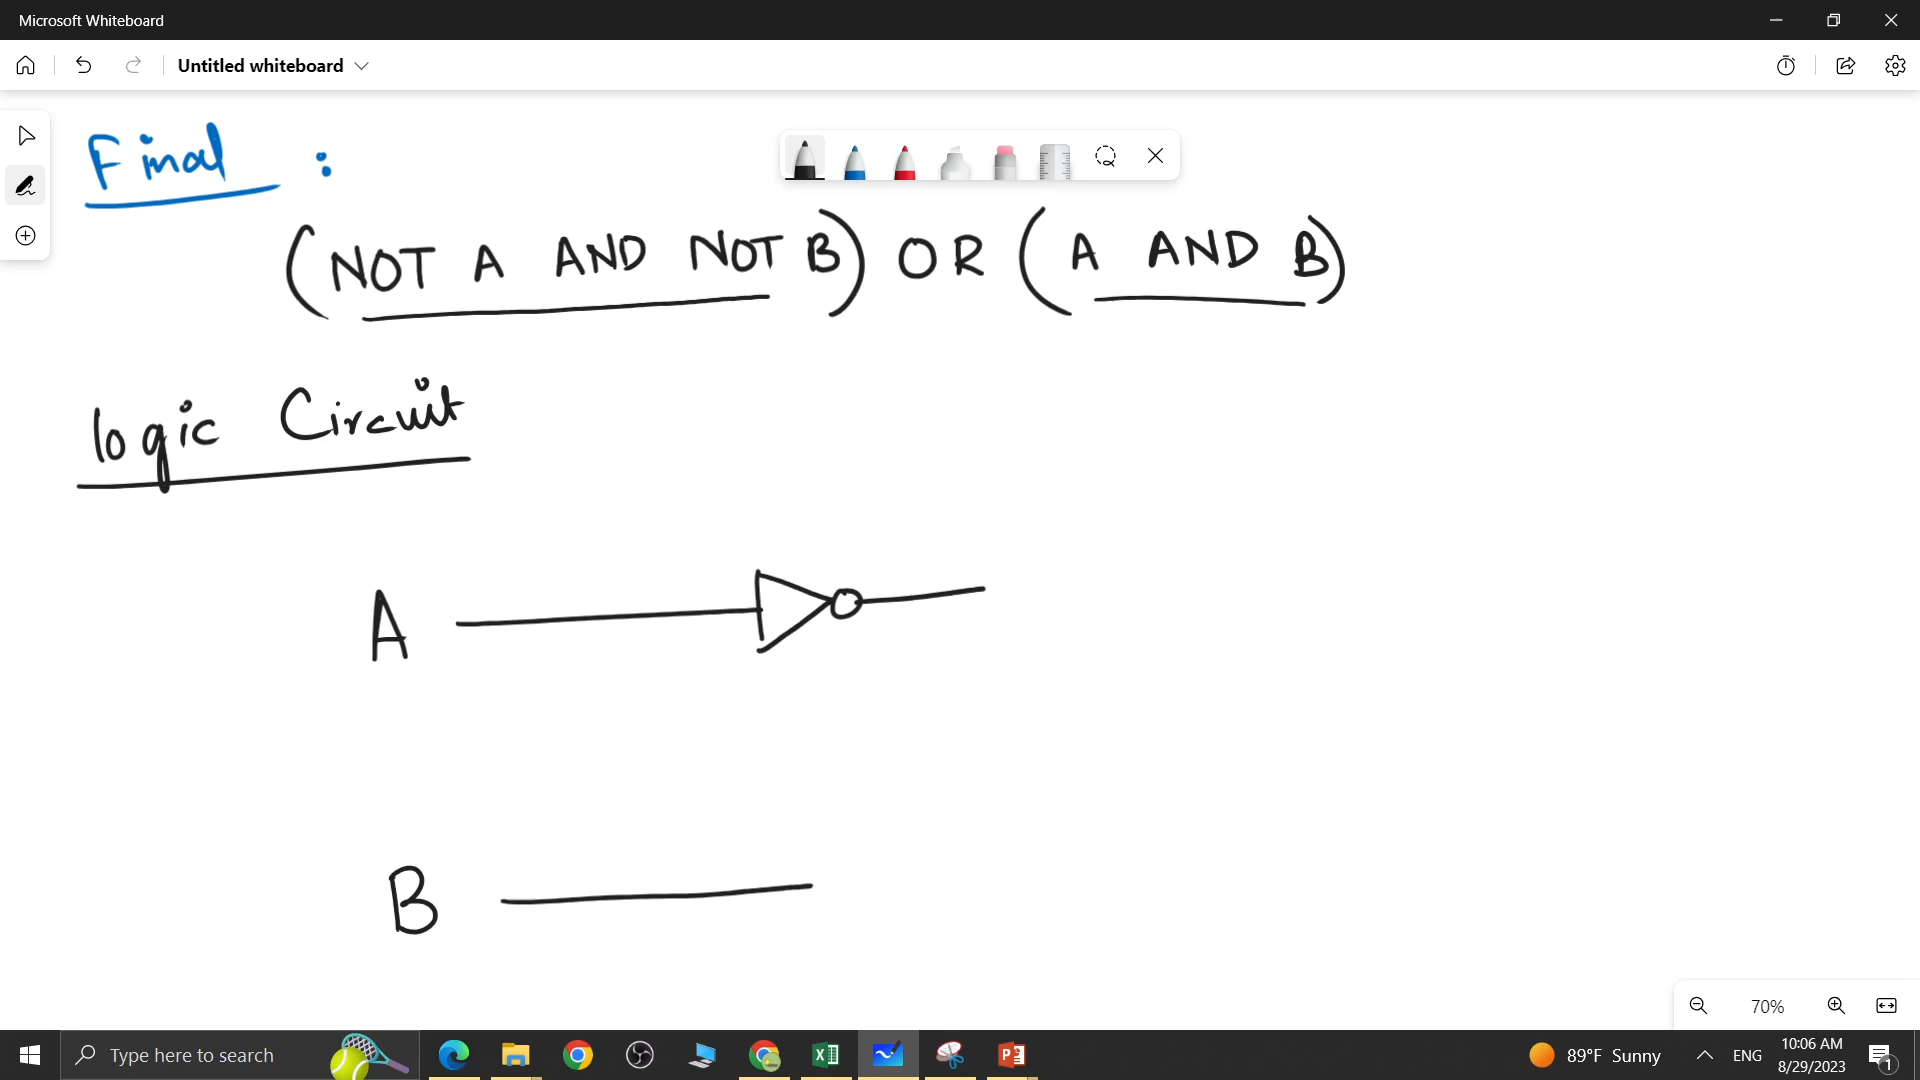 Microsoft Whiteboard
Untitled whiteboard
Final :
(NOT A AND NOT B) OR (A AND B)
logic Circuit
A
B
70%
Type here to search
89°F Sunny
ENG
10:06 AM
8/29/2023
1